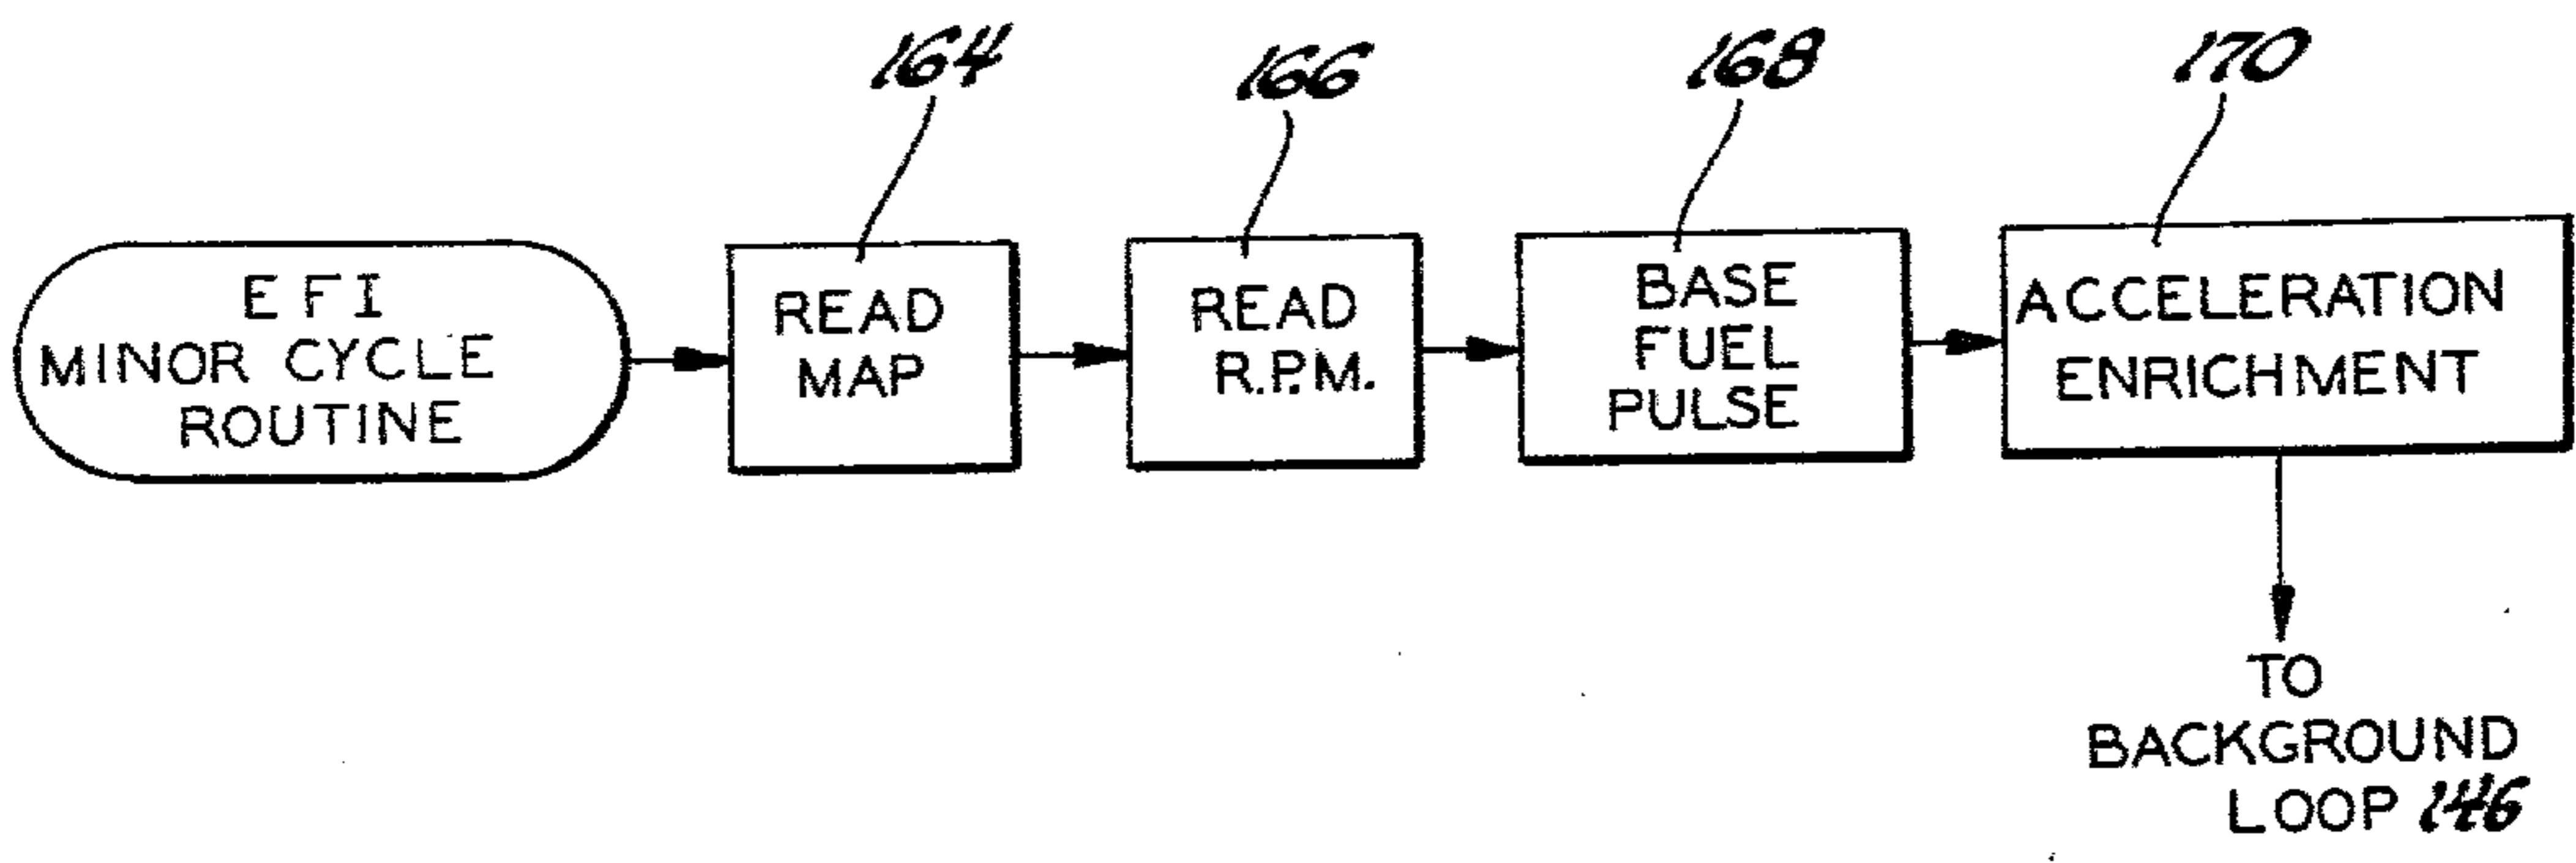 164
166
168
170
EFI
MINOR CYCLE
ROUTINE
READ
MAP
READ
R.P.M.
BASE
FUEL
PULSE
ACCELERATION
ENRICHMENT
TO
BACKGROUND
LOOP 146